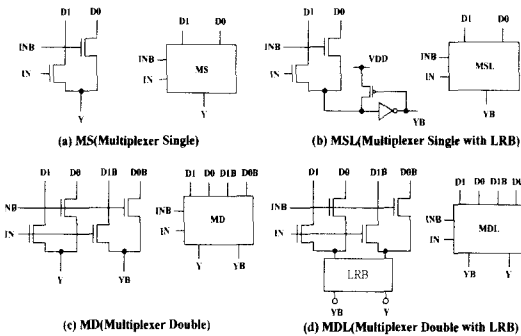 D1 D0
INB
IN
Y
D1 D0
INB
IN
MS
Y
(a) MS(Multiplexer Single)
D1 D0
INB
IN
VDD
YB
D1 D0
INB
IN
MSL
YB
(b) MSL(Multiplexer Single with LRB)
D1 D0 D1B D0B
NB
IN
Y YB
D1 D0 D1B D0B
INB
IN
MD
Y YB
(c) MD(Multiplexer Double)
D1 D0 D1B D0B
INB
IN
LRB
YB Y
D1 D0 D1B D0
INB
IN
MDL
YB Y
(d) MDL(Multiplexer Double with LRB)